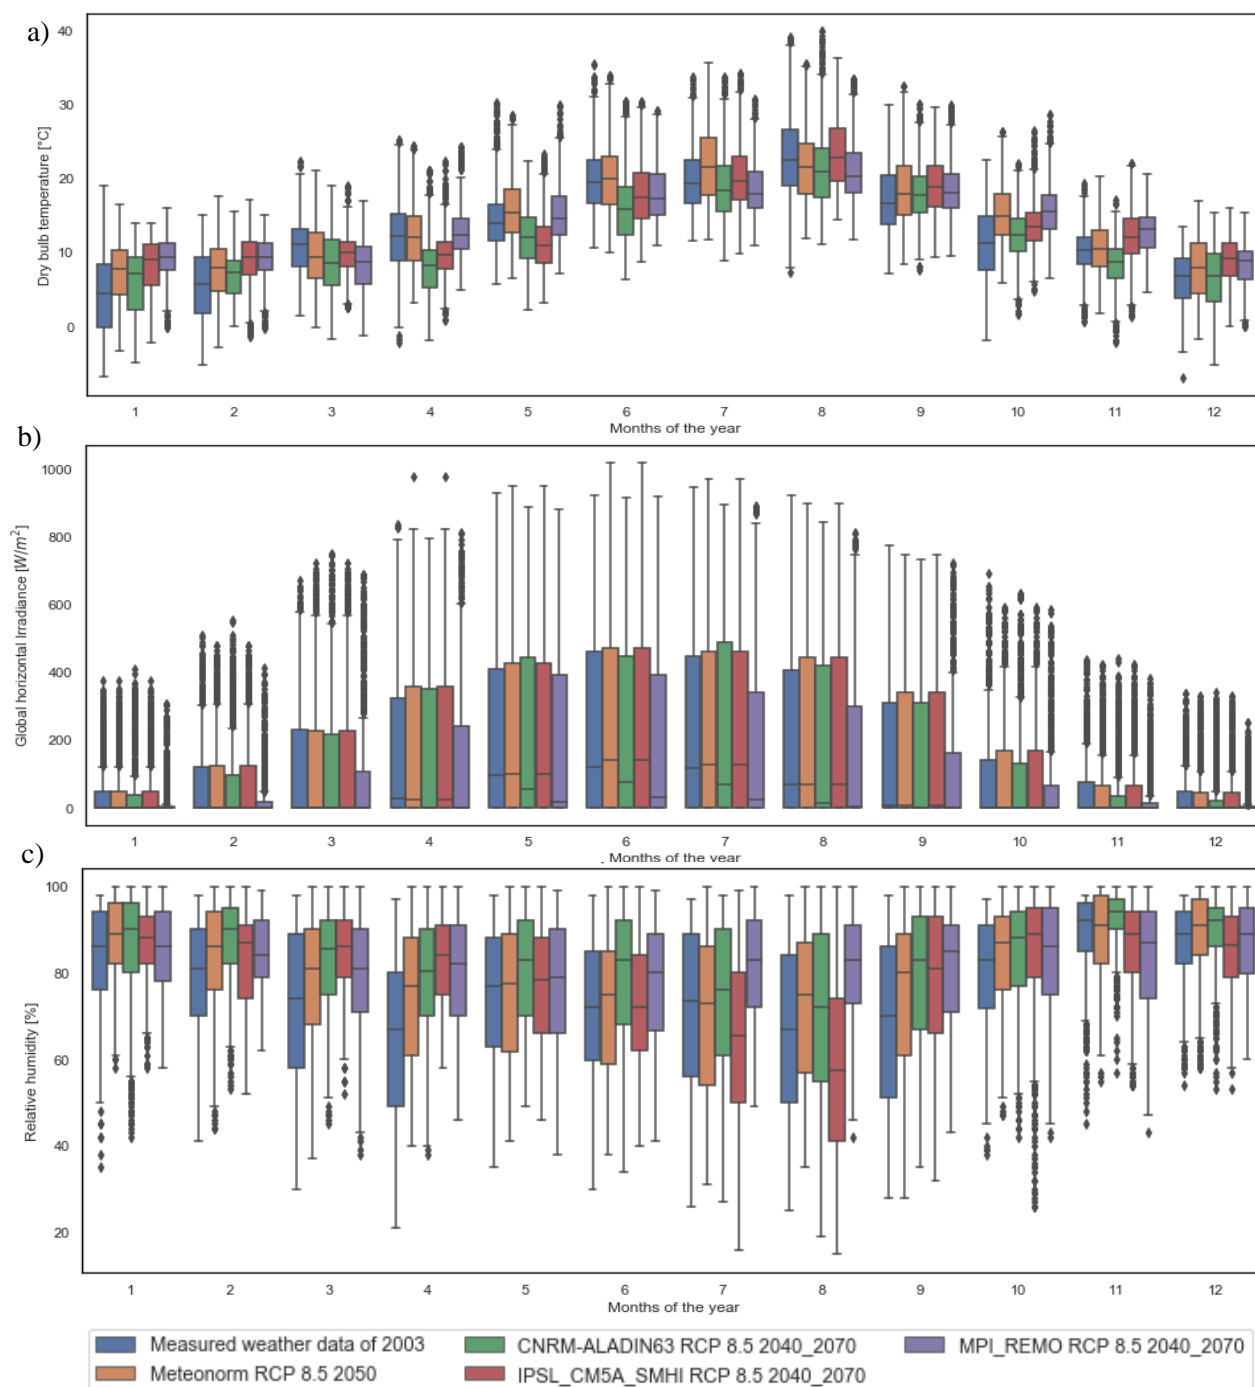 a)
40
30
20
10
0
Dry bulb temperature [°C]
1 2 3 4 5 6 7 8 9 10 11 12
Months of the year
b)
1000
800
600
400
200
0
Global horizontal Irradiance [W/m²]
1 2 3 4 5 6 7 8 9 10 11 12
Months of the year
c)
100
80
60
40
20
Relative humidity [%]
1 2 3 4 5 6 7 8 9 10 11 12
Months of the year
Measured weather data of 2003 CNRM-ALADIN63 RCP 8.5 2040_2070 MPI_REMO RCP 8.5 2040_2070
Meteonorm RCP 8.5 2050 IPSL_CM5A_SMHI RCP 8.5 2040_2070